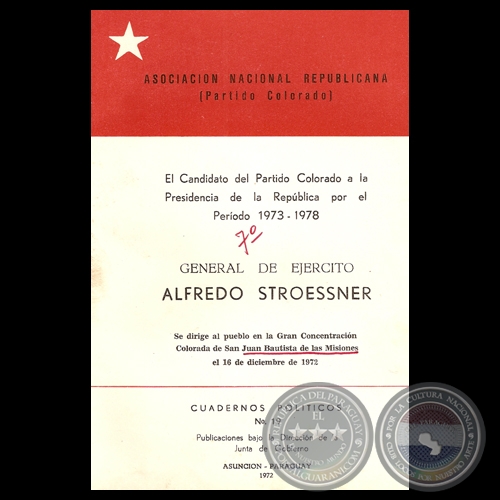 ASOCIACION NACIONAL REPUBLICANA
(Partido Colorado)
El Candidato del Partido Colorado a la
Presidencia de la República por el
Período 1973 - 1978
7º
GENERAL DE EJERCITO
ALFREDO STROESSNER
Se dirige al pueblo en la Gran Concentración
Colorada de San Juan Bautista de las Misiones
el 16 de diciembre de 1972
CUADERNOS POLITICOS
No. 19
Publicaciones bajo la Dirección de la
Junta de Gobierno
ASUNCION - PARAGUAY
1972